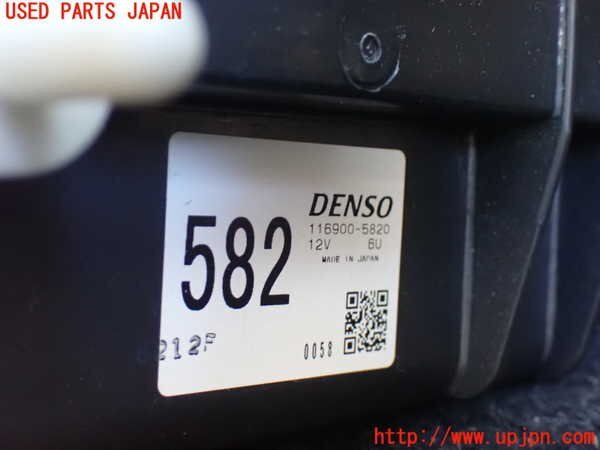 USED PARTS JAPAN
DENSO
116900-5820
12V 6U
MADE IN JAPAN
582
212F
0058
http://www.upjpn.com/